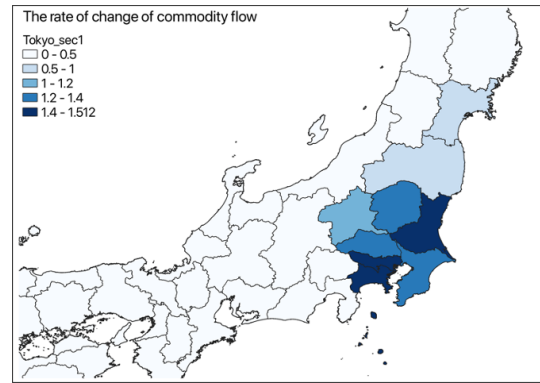 The rate of change of commodity flow
Tokyo_sec1
0 - 0.5
0.5 - 1
1 - 1.2
1.2 - 1.4
1.4 - 1.512